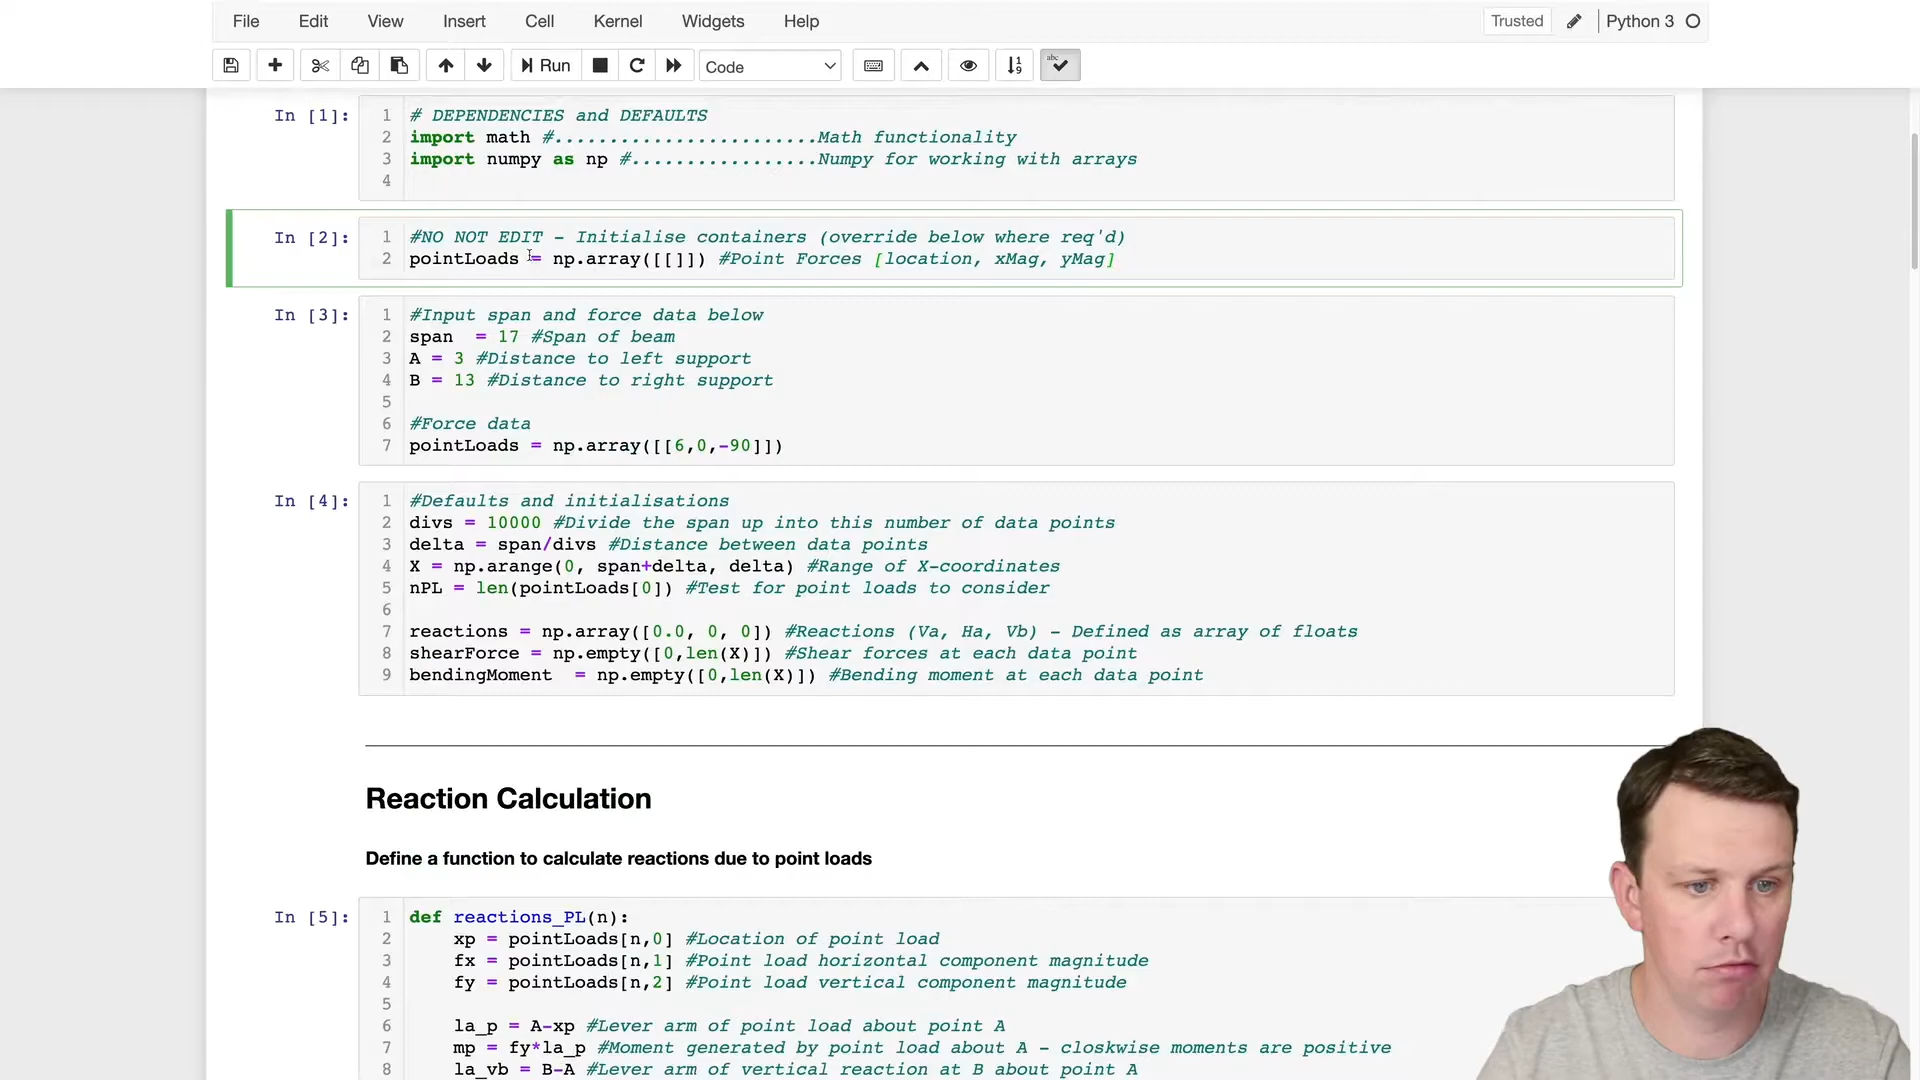 File Edit View Insert Cell Kernel Widgets Help Trusted Python 3
Run Code
In [1]:
1 # DEPENDENCIES and DEFAULTS
2 import math #........................Math functionality
3 import numpy as np #.................Numpy for working with arrays
4
In [2]:
1 #NO NOT EDIT - Initialise containers (override below where req'd)
2 pointLoads = np.array([[]]) #Point Forces [location, xMag, yMag]
In [3]:
1 #Input span and force data below
2 span  = 17 #Span of beam
3 A = 3 #Distance to left support
4 B = 13 #Distance to right support
5
6 #Force data
7 pointLoads = np.array([[6,0,-90]])
In [4]:
1 #Defaults and initialisations
2 divs = 10000 #Divide the span up into this number of data points
3 delta = span/divs #Distance between data points
4 X = np.arange(0, span+delta, delta) #Range of X-coordinates
5 nPL = len(pointLoads[0]) #Test for point loads to consider
6
7 reactions = np.array([0.0, 0, 0]) #Reactions (Va, Ha, Vb) - Defined as array of floats
8 shearForce = np.empty([0,len(X)]) #Shear forces at each data point
9 bendingMoment  = np.empty([0,len(X)]) #Bending moment at each data point
Reaction Calculation
Define a function to calculate reactions due to point loads
In [5]:
1 def reactions_PL(n):
2     xp = pointLoads[n,0] #Location of point load
3     fx = pointLoads[n,1] #Point load horizontal component magnitude
4     fy = pointLoads[n,2] #Point load vertical component magnitude
5
6     la_p = A-xp #Lever arm of point load about point A
7     mp = fy*la_p #Moment generated by point load about A - closkwise moments are positive
8     la_vb = B-A #Lever arm of vertical reaction at B about point A